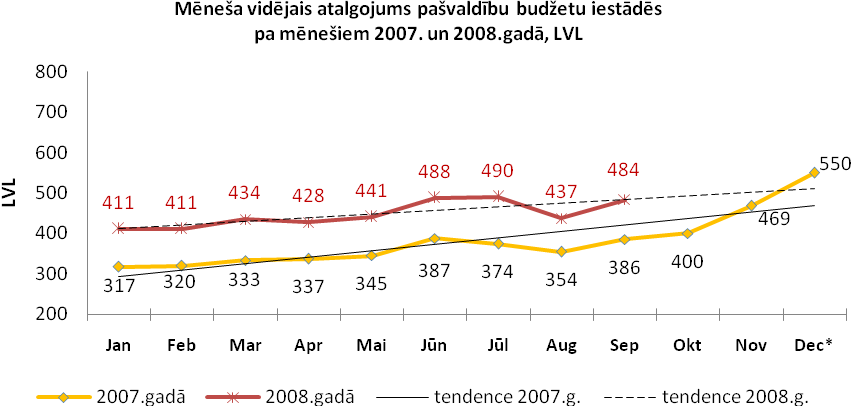 Mēneša vidējais atalgojums pašvaldību budžetu iestādēs
pa mēnešiem 2007. un 2008.gadā, LVL
LVL
800
700
600
500
400
300
200
411 411 434 428 441 488 490 437 484
317 320 333 337 345 387 374 354 386 400 469 550
Jan Feb Mar Apr Mai Jūn Jūl Aug Sep Okt Nov Dec*
2007.gadā 2008.gadā tendence 2007.g. tendence 2008.g.